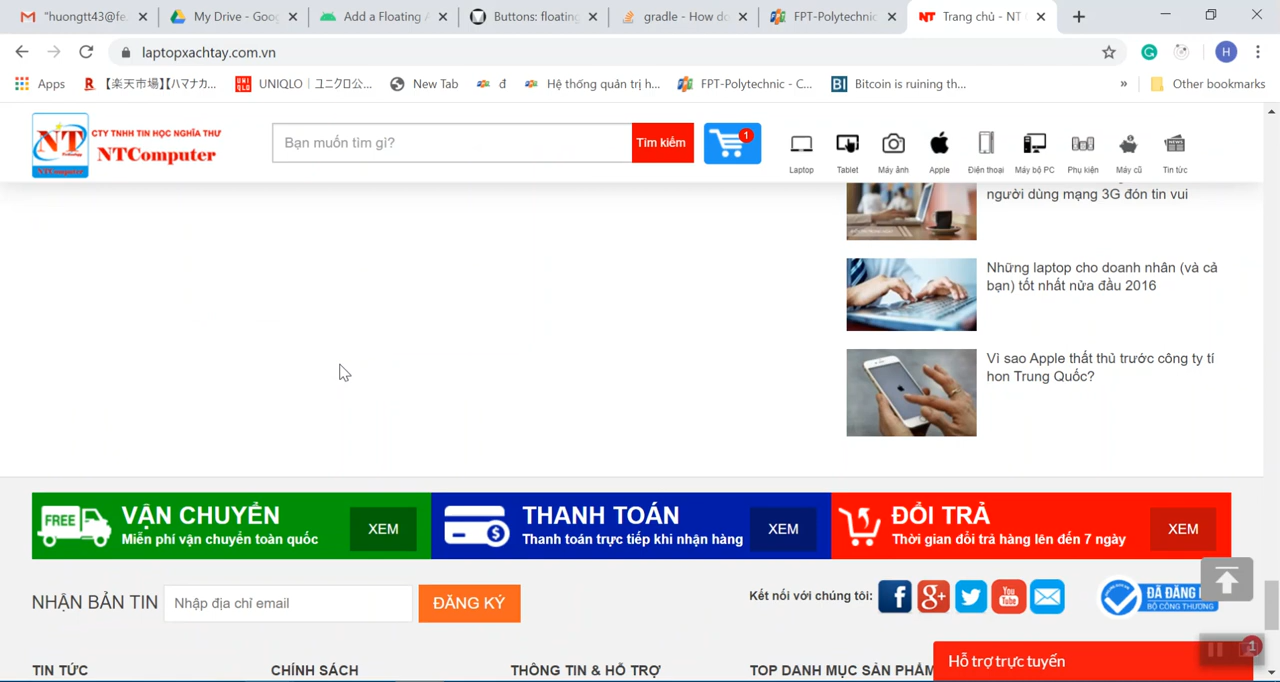 "huongtt43@fe
My Drive - Goog
Add a Floating A
Buttons: floating
gradle - How do
FPT-Polytechnic
Trang chủ - NT
laptopxachtay.com.vn
H
Apps
【楽天市場】【ハマナカ...
UNIQLO｜ユニクロ公...
New Tab
đ
Hệ thống quản trị h...
FPT-Polytechnic - C...
BI
Bitcoin is ruining th...
»
Other bookmarks
NT
CTY TNHH TIN HỌC NGHĨA THƯ
NTComputer
Bạn muốn tìm gì?
Tìm kiếm
1
Laptop
Tablet
Máy ảnh
Apple
Điện thoại
Máy bộ PC
Phụ kiện
Máy cũ
Tin tức
người dùng mạng 3G đón tin vui
Những laptop cho doanh nhân (và cả
bạn) tốt nhất nửa đầu 2016
Vì sao Apple thất thủ trước công ty tí
hon Trung Quốc?
FREE
VẬN CHUYỂN
Miễn phí vận chuyển toàn quốc
XEM
THANH TOÁN
Thanh toán trực tiếp khi nhận hàng
XEM
ĐỔI TRẢ
Thời gian đổi trả hàng lên đến 7 ngày
XEM
NHẬN BẢN TIN
Nhập địa chỉ email
ĐĂNG KÝ
Kết nối với chúng tôi:
You
Tube
ĐÃ ĐĂNG
BỘ CÔNG THƯƠNG
TIN TỨC
CHÍNH SÁCH
THÔNG TIN & HỖ TRỢ
TOP DANH MỤC SẢN PHẨM
Hỗ trợ trực tuyến
1